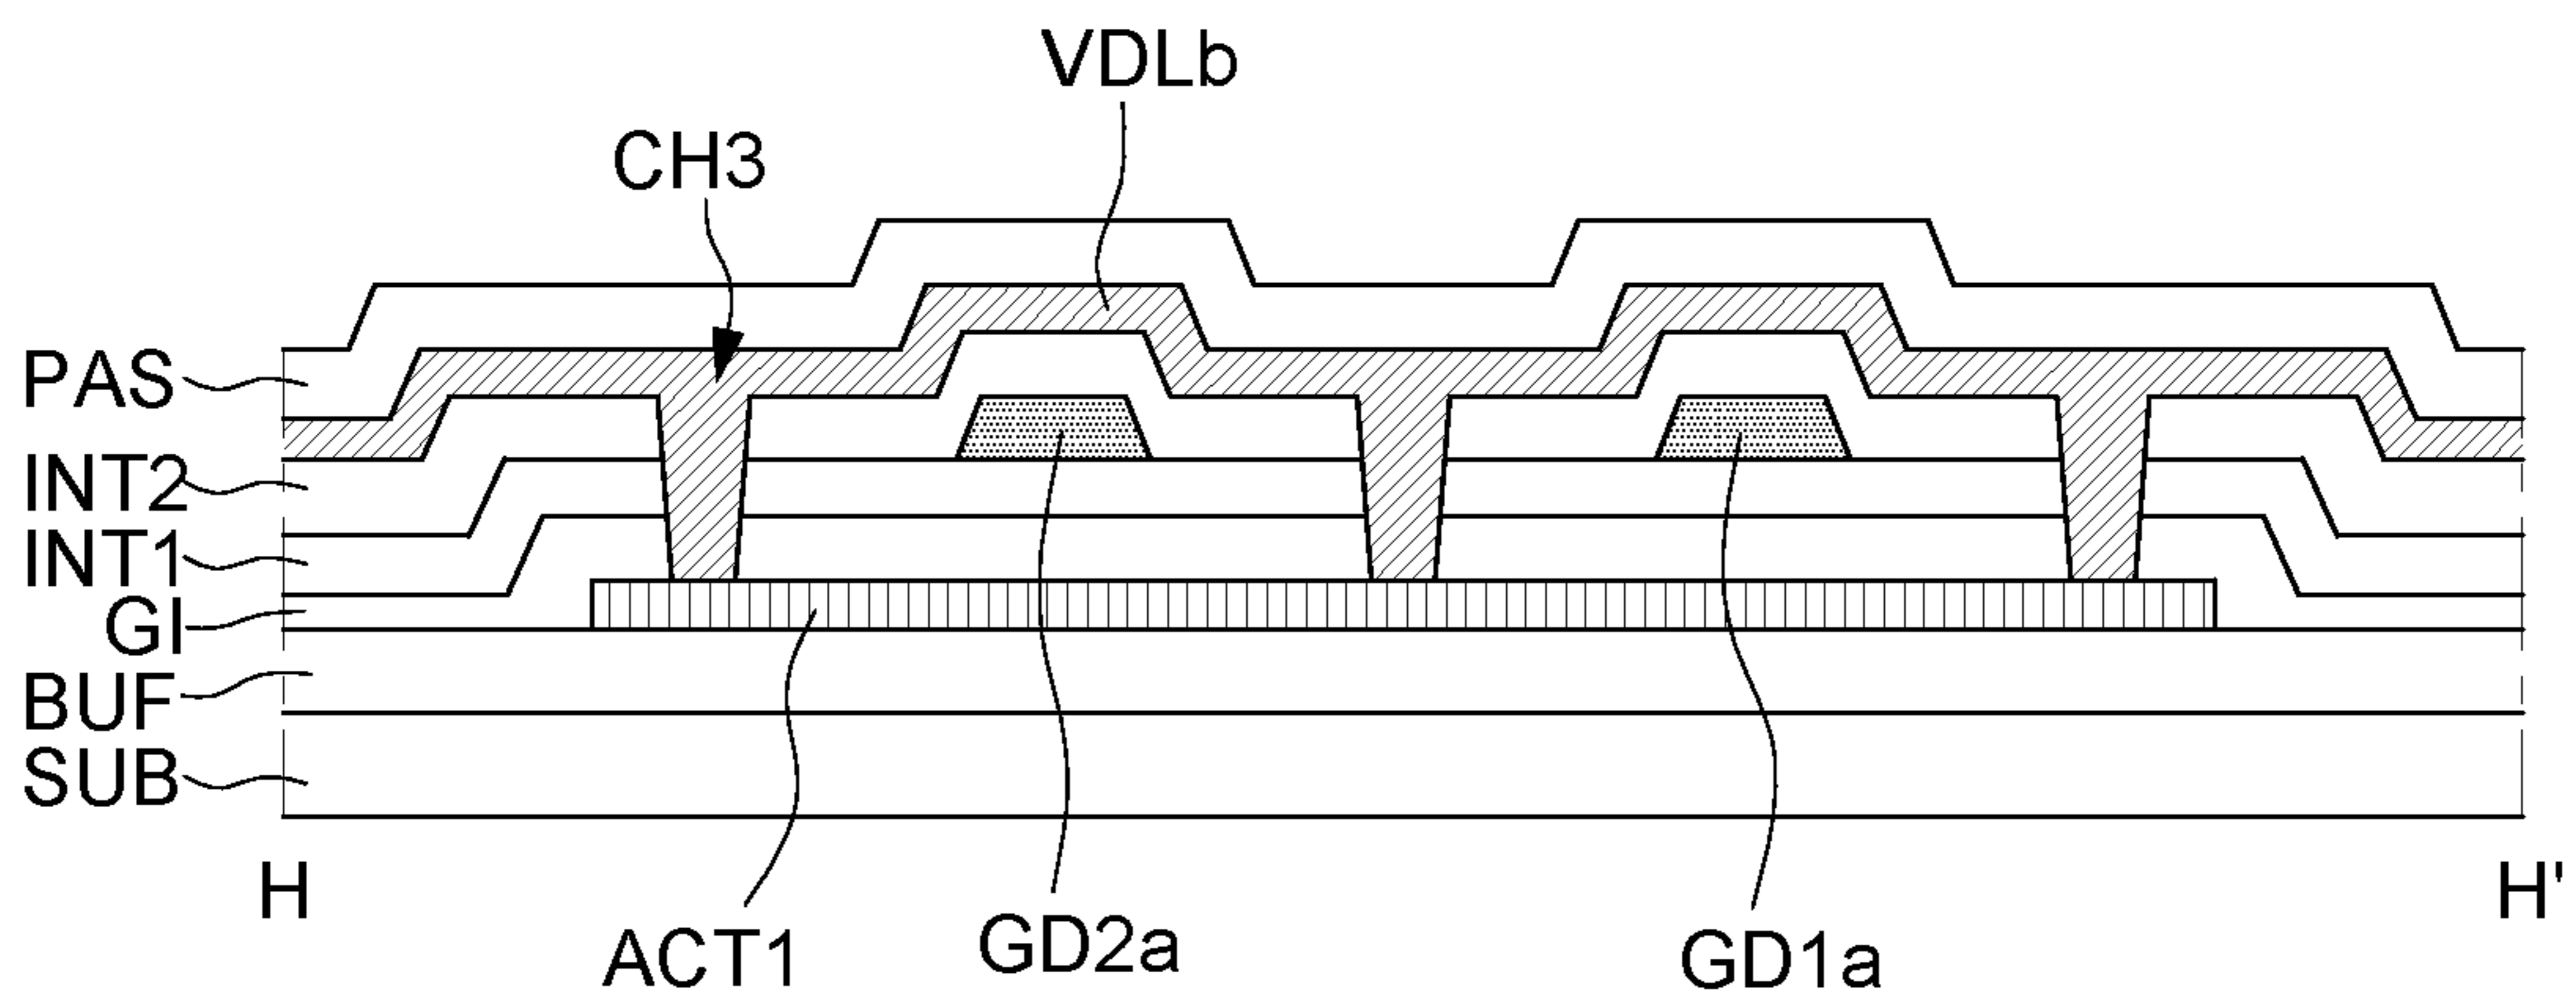 VDLb
CH3
PAS
INT2
INT1
GI
BUF
SUB
H
H'
ACT1
GD2a
GD1a